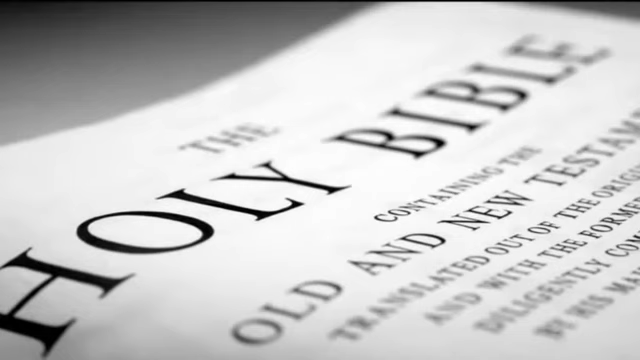 THE
HOLY BIBLE
CONTAINING THE
OLD AND NEW
TRANSLATED OUT OF THE
AND WITH THE
DILIGENTLY
BY HIS